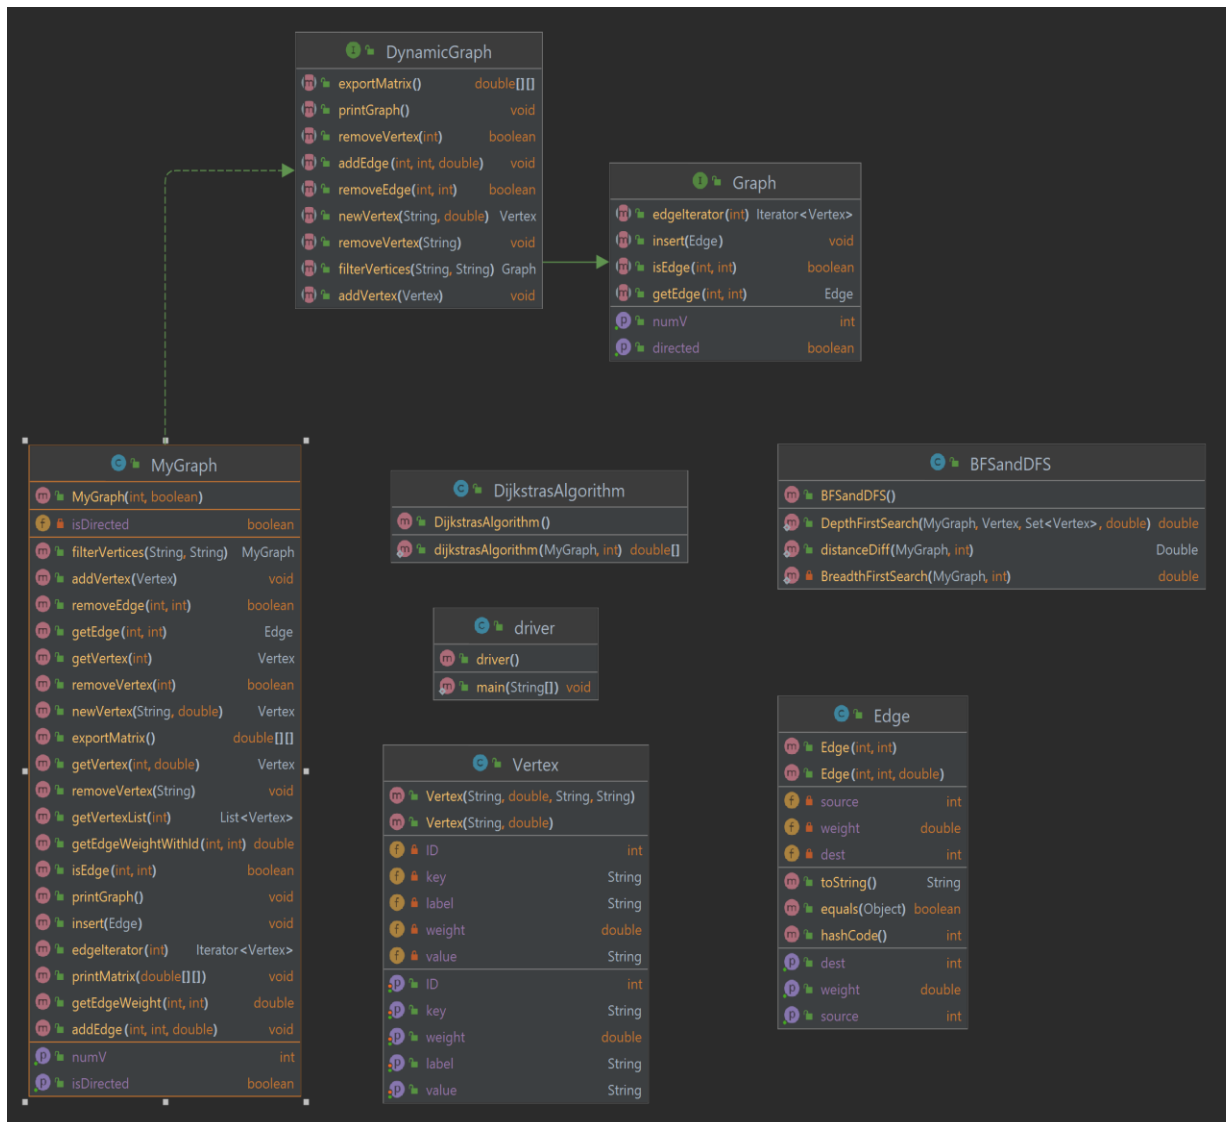 DynamicGraph
exportMatrix() double[][]
printGraph() void
removeVertex(int) boolean
addEdge(int, int, double) void
removeEdge(int, int) boolean
newVertex(String, double) Vertex
removeVertex(String) void
filterVertices(String, String) Graph
addVertex(Vertex) void
Graph
edgeIterator(int) Iterator<Vertex>
insert(Edge) void
isEdge(int, int) boolean
getEdge(int, int) Edge
numV int
directed boolean
MyGraph
MyGraph(int, boolean)
isDirected boolean
filterVertices(String, String) MyGraph
addVertex(Vertex) void
removeEdge(int, int) boolean
getEdge(int, int) Edge
getVertex(int) Vertex
removeVertex(int) boolean
newVertex(String, double) Vertex
exportMatrix() double[][]
getVertex(int, double) Vertex
removeVertex(String) void
getVertexList(int) List<Vertex>
getEdgeWeightWithId(int, int) double
isEdge(int, int) boolean
printGraph() void
insert(Edge) void
edgeIterator(int) Iterator<Vertex>
printMatrix(double[][]) void
getEdgeWeight(int, int) double
addEdge(int, int, double) void
numV int
isDirected boolean
DijkstrasAlgorithm
DijkstrasAlgorithm()
dijkstrasAlgorithm(MyGraph, int) double[]
BFSandDFS
BFSandDFS()
DepthFirstSearch(MyGraph, Vertex, Set<Vertex>, double) double
distanceDiff(MyGraph, int) Double
BreadthFirstSearch(MyGraph, int) double
driver
driver()
main(String[]) void
Vertex
Vertex(String, double, String, String)
Vertex(String, double)
ID int
key String
label String
weight double
value String
ID int
key String
weight double
label String
value String
Edge
Edge(int, int)
Edge(int, int, double)
source int
weight double
dest int
toString() String
equals(Object) boolean
hashCode() int
dest int
weight double
source int